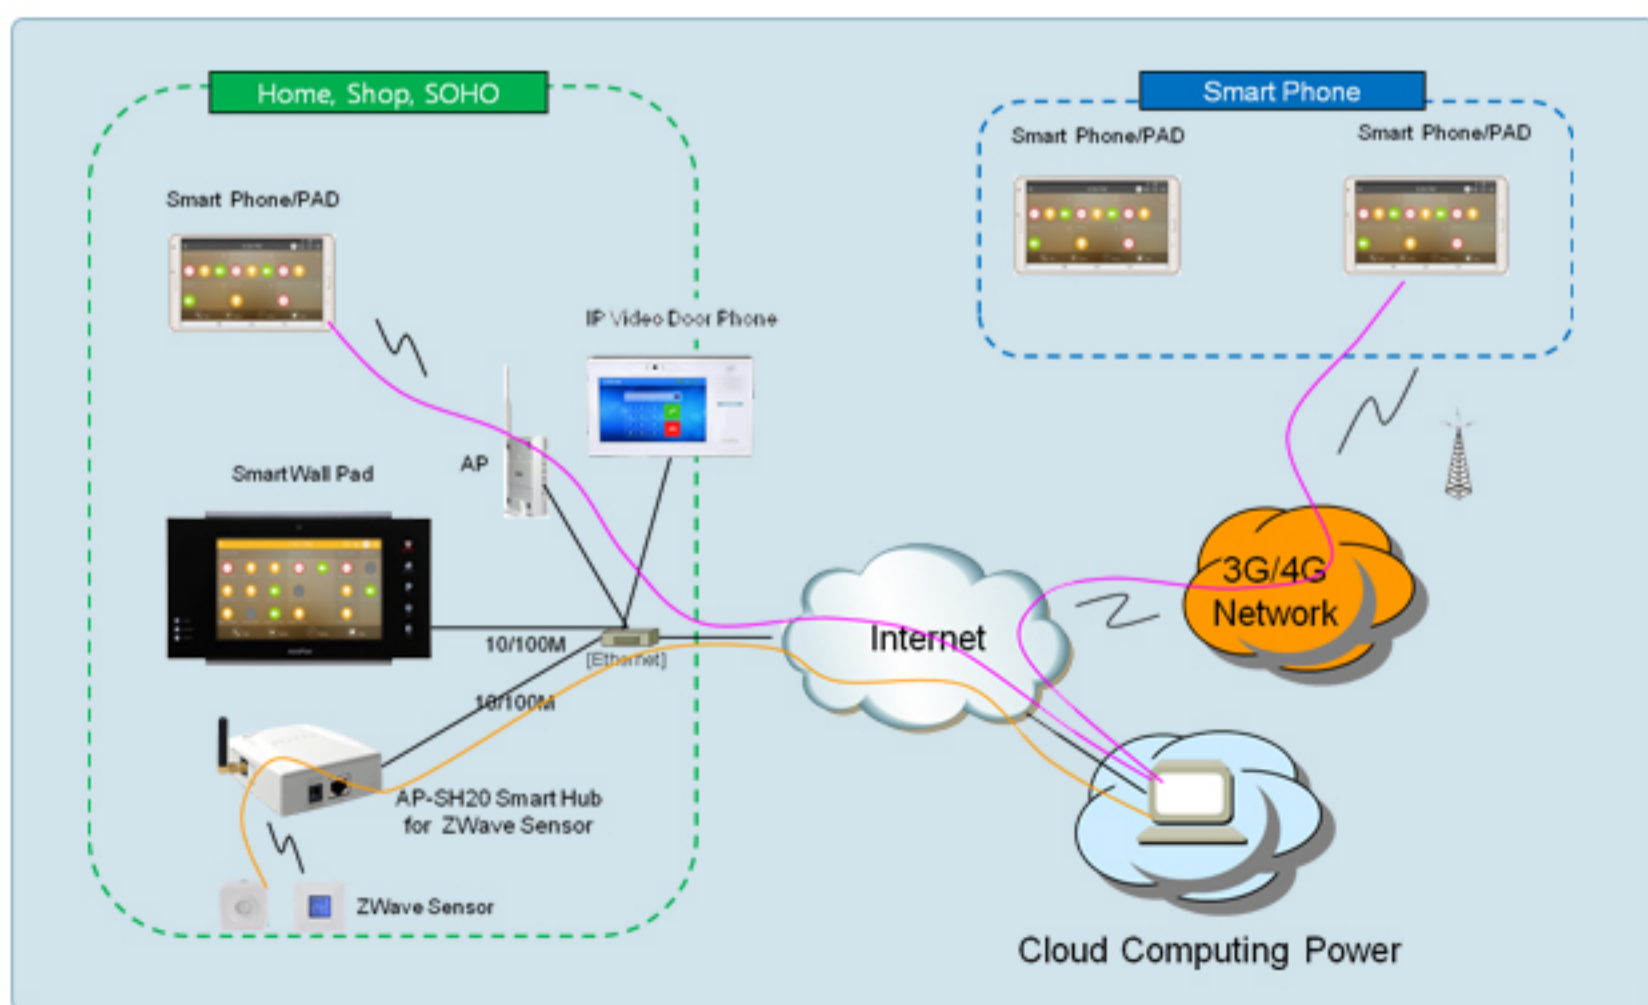 Home, Shop, SOHO
Smart Phone
Smart Phone/PAD
Smart Phone/PAD
Smart Phone/PAD
IP Video Door Phone
AP
SmartWall Pad
3G/4G
Network
Internet
10/100M
[Ethernet]
10/100M
AP-SH20 Smart Hub
for ZWave Sensor
ZWave Sensor
Cloud Computing Power